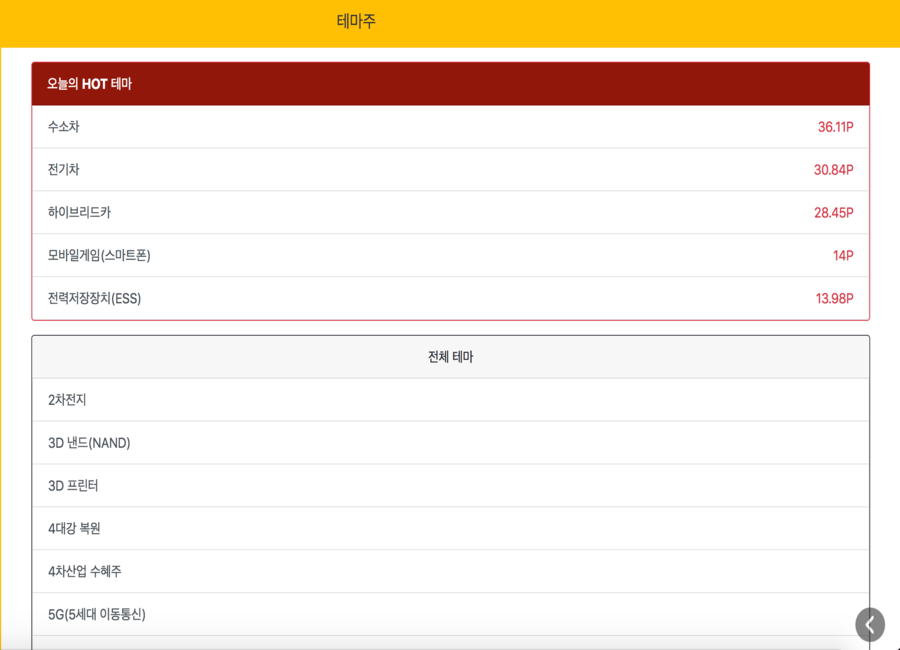 테마주
오늘의 HOT 테마
수소차 36.11P
전기차 30.84P
하이브리드카 28.45P
모바일게임(스마트폰) 14P
전력저장장치(ESS) 13.98P
전체 테마
2차전지
3D 낸드(NAND)
3D 프린터
4대강 복원
4차산업 수혜주
5G(5세대 이동통신)